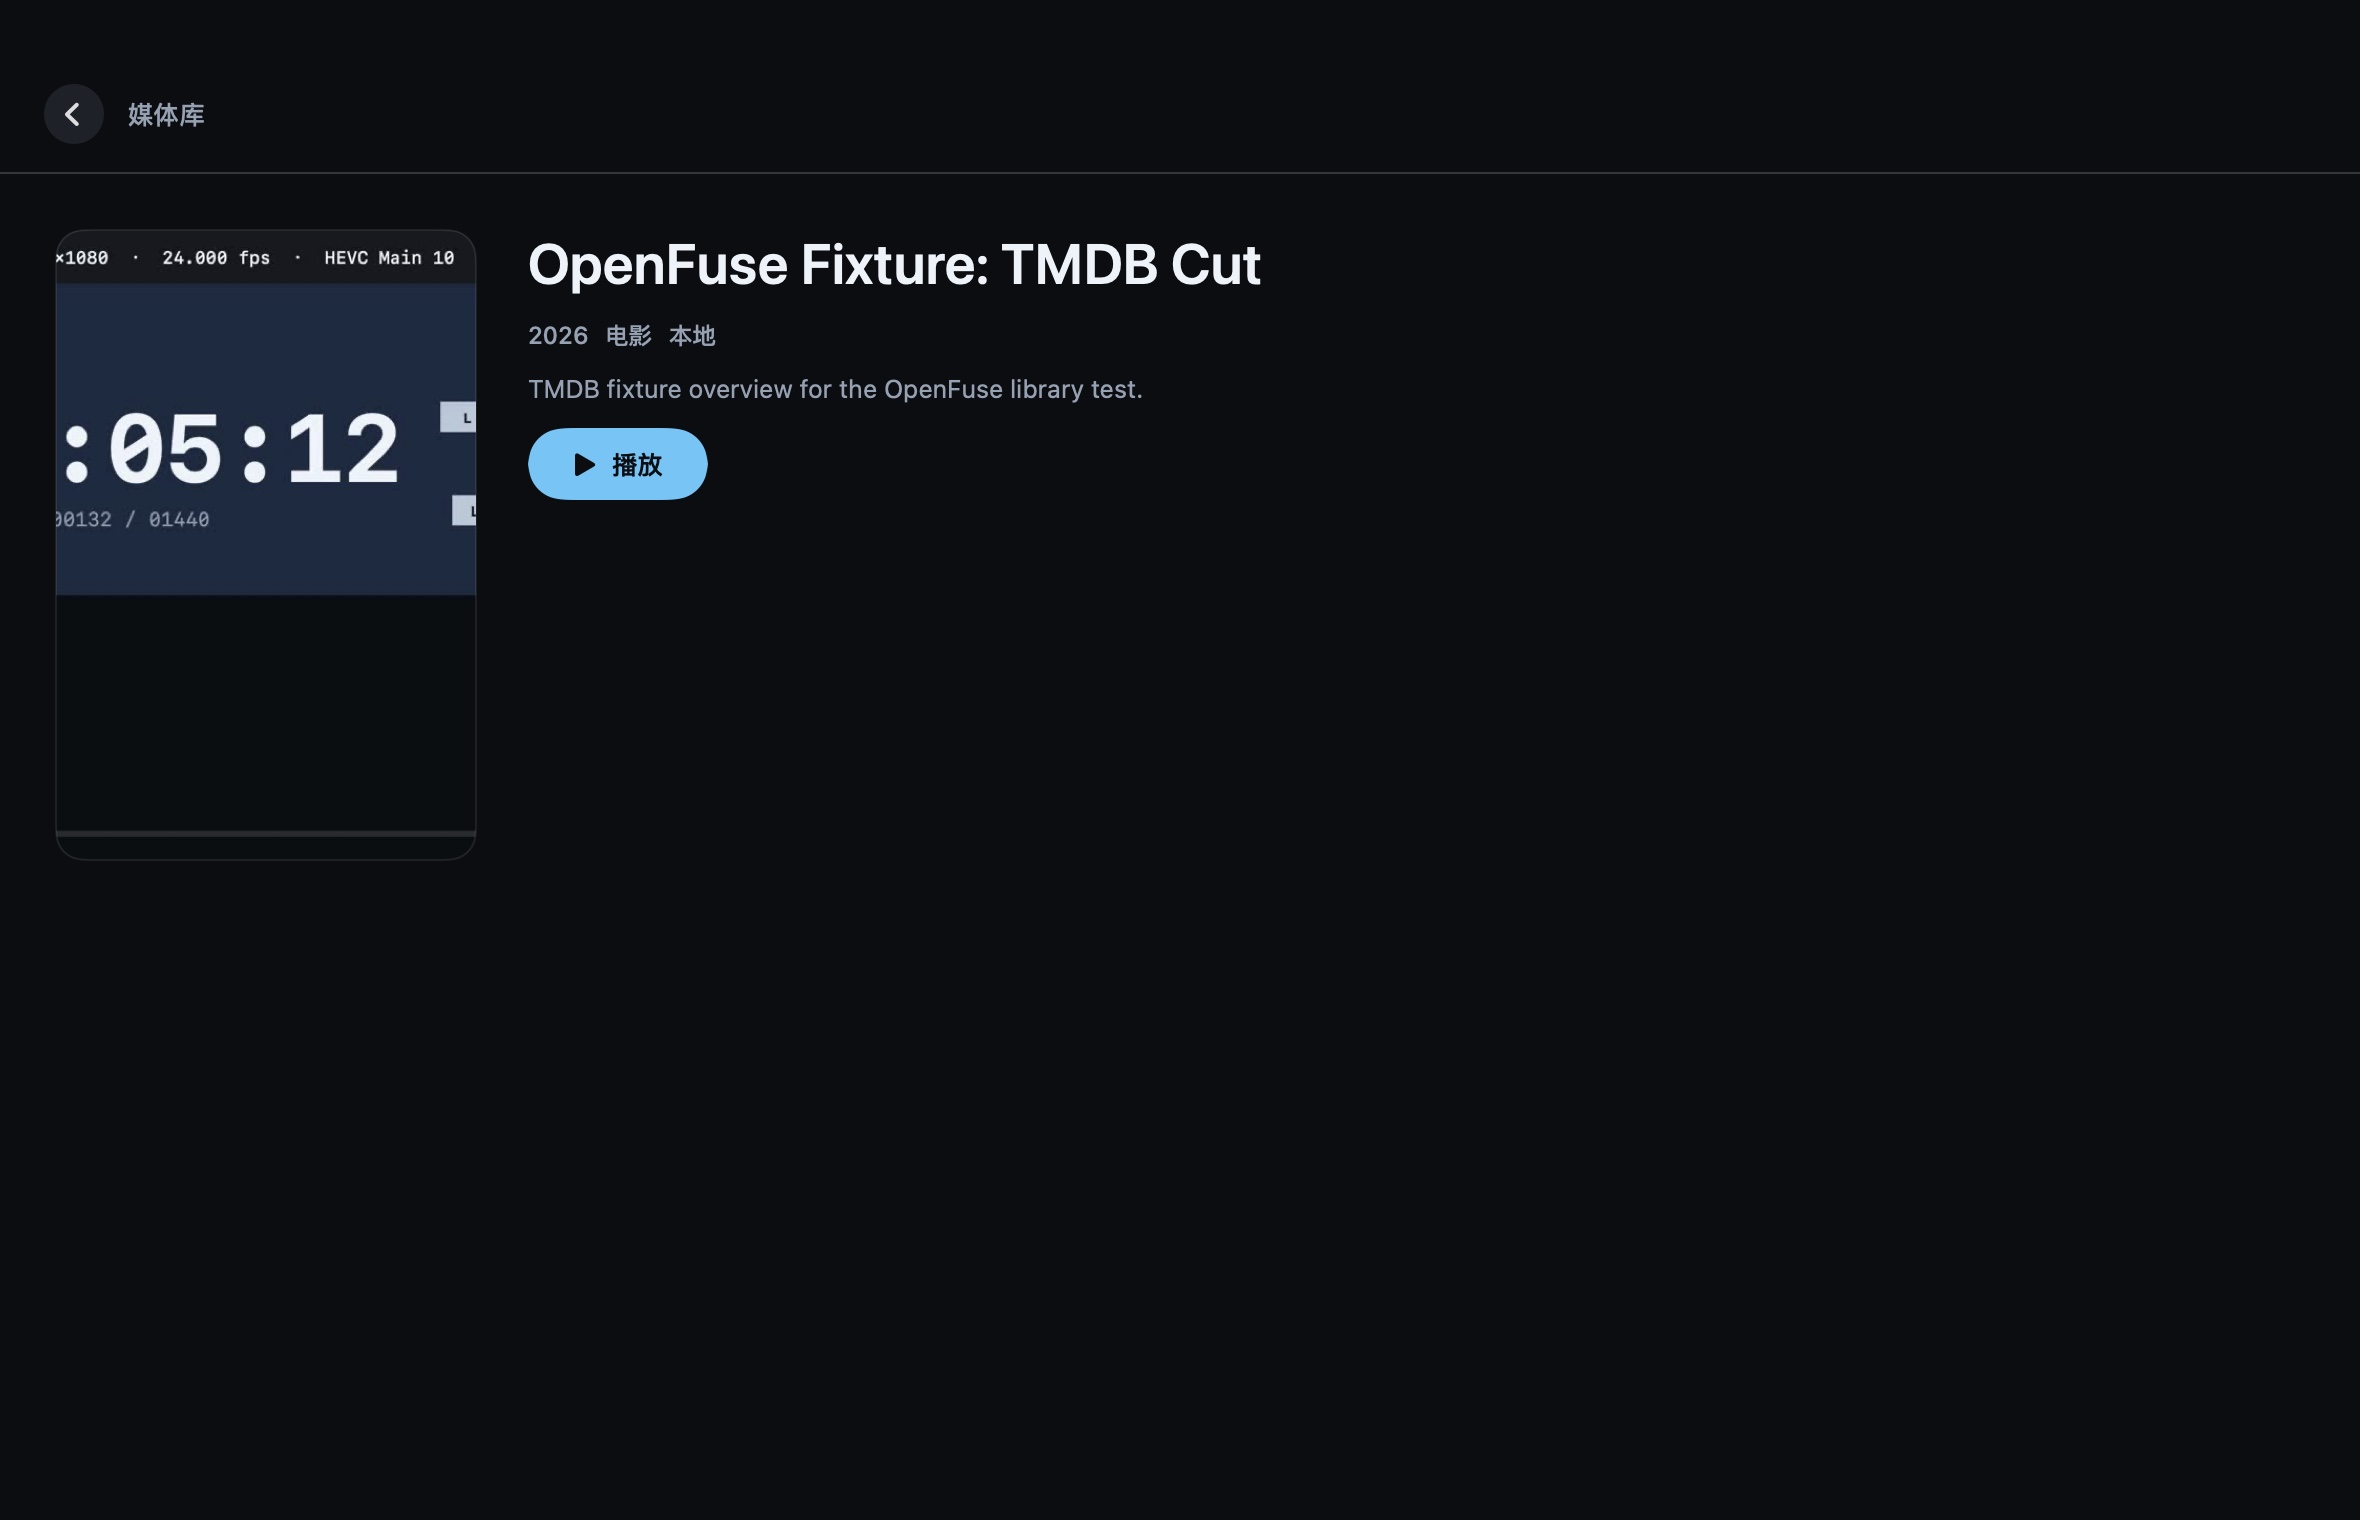 媒体库
×1080 · 24.000 fps · HEVC Main 10
OpenFuse Fixture: TMDB Cut
2026 电影 本地
TMDB fixture overview for the OpenFuse library test.
播放
:05:12
L
00132 / 01440
L